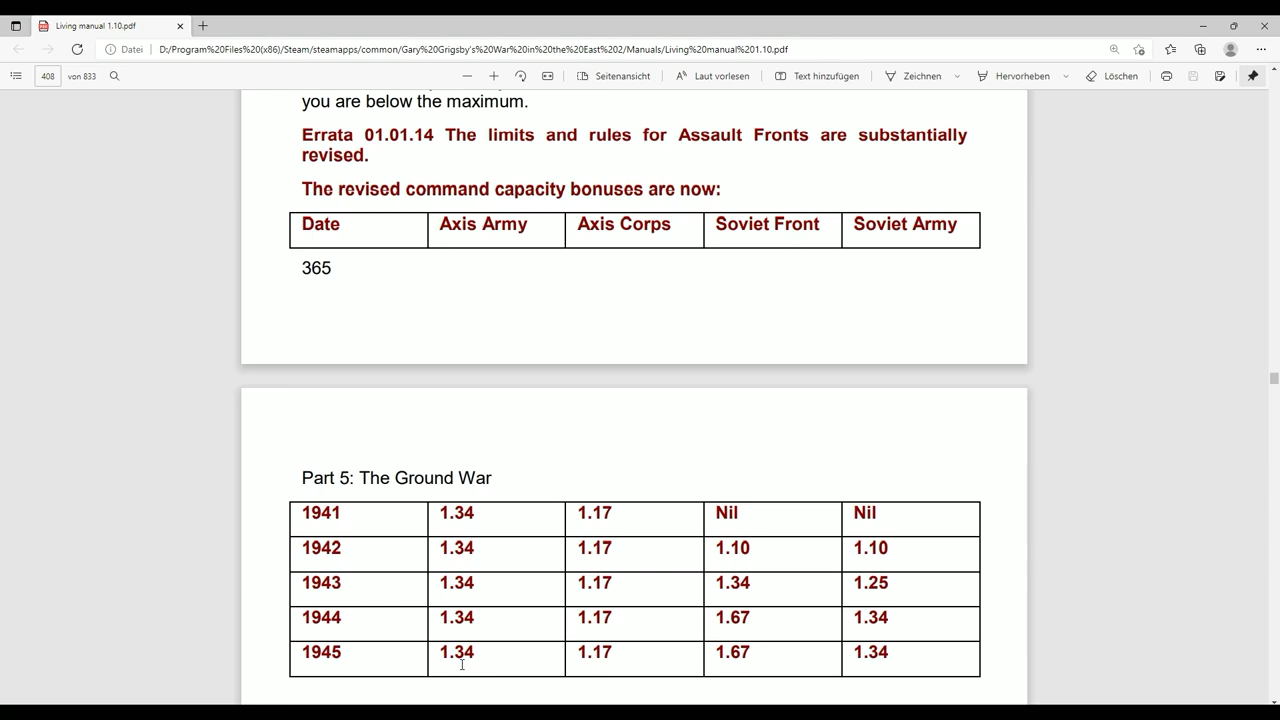 Living manual 1.10.pdf
Datei D:/Program%20Files%20(x86)/Steam/steamapps/common/Gary%20Grigsby's%20War%20in%20the%20East%202/Manuals/Living%20manual%201.10.pdf
408 von 833 Seitenansicht Laut vorlesen Text hinzufügen Zeichnen Hervorheben Löschen
you are below the maximum.
Errata 01.01.14 The limits and rules for Assault Fronts are substantially
revised.
The revised command capacity bonuses are now:
Date Axis Army Axis Corps Soviet Front Soviet Army
365
Part 5: The Ground War
1941 1.34 1.17 Nil Nil
1942 1.34 1.17 1.10 1.10
1943 1.34 1.17 1.34 1.25
1944 1.34 1.17 1.67 1.34
1945 1.34 1.17 1.67 1.34